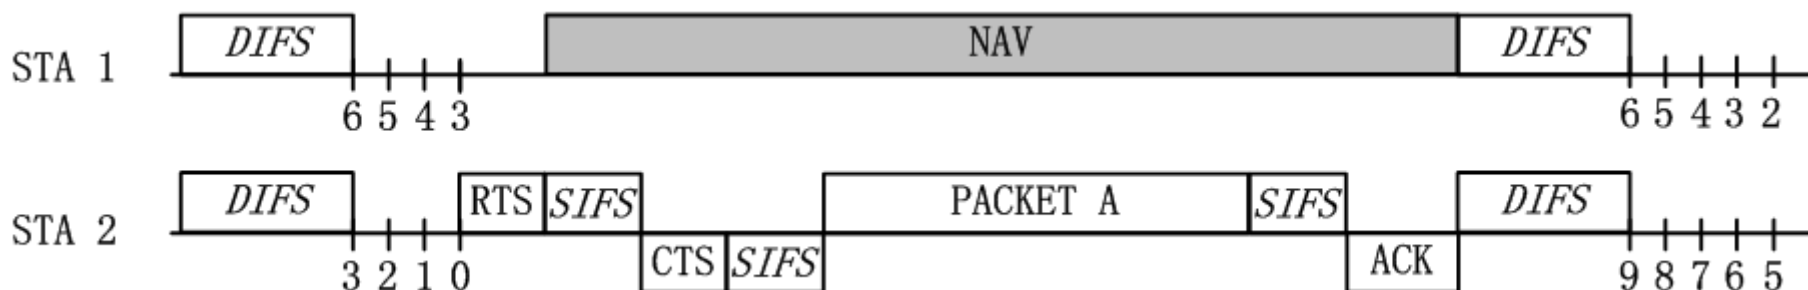 DIFS NAV DIFS
STA 1
6 5 4 3 6 5 4 3 2
DIFS RTS SIFS PACKET A SIFS DIFS
STA 2
CTS SIFS ACK
3 2 1 0 9 8 7 6 5